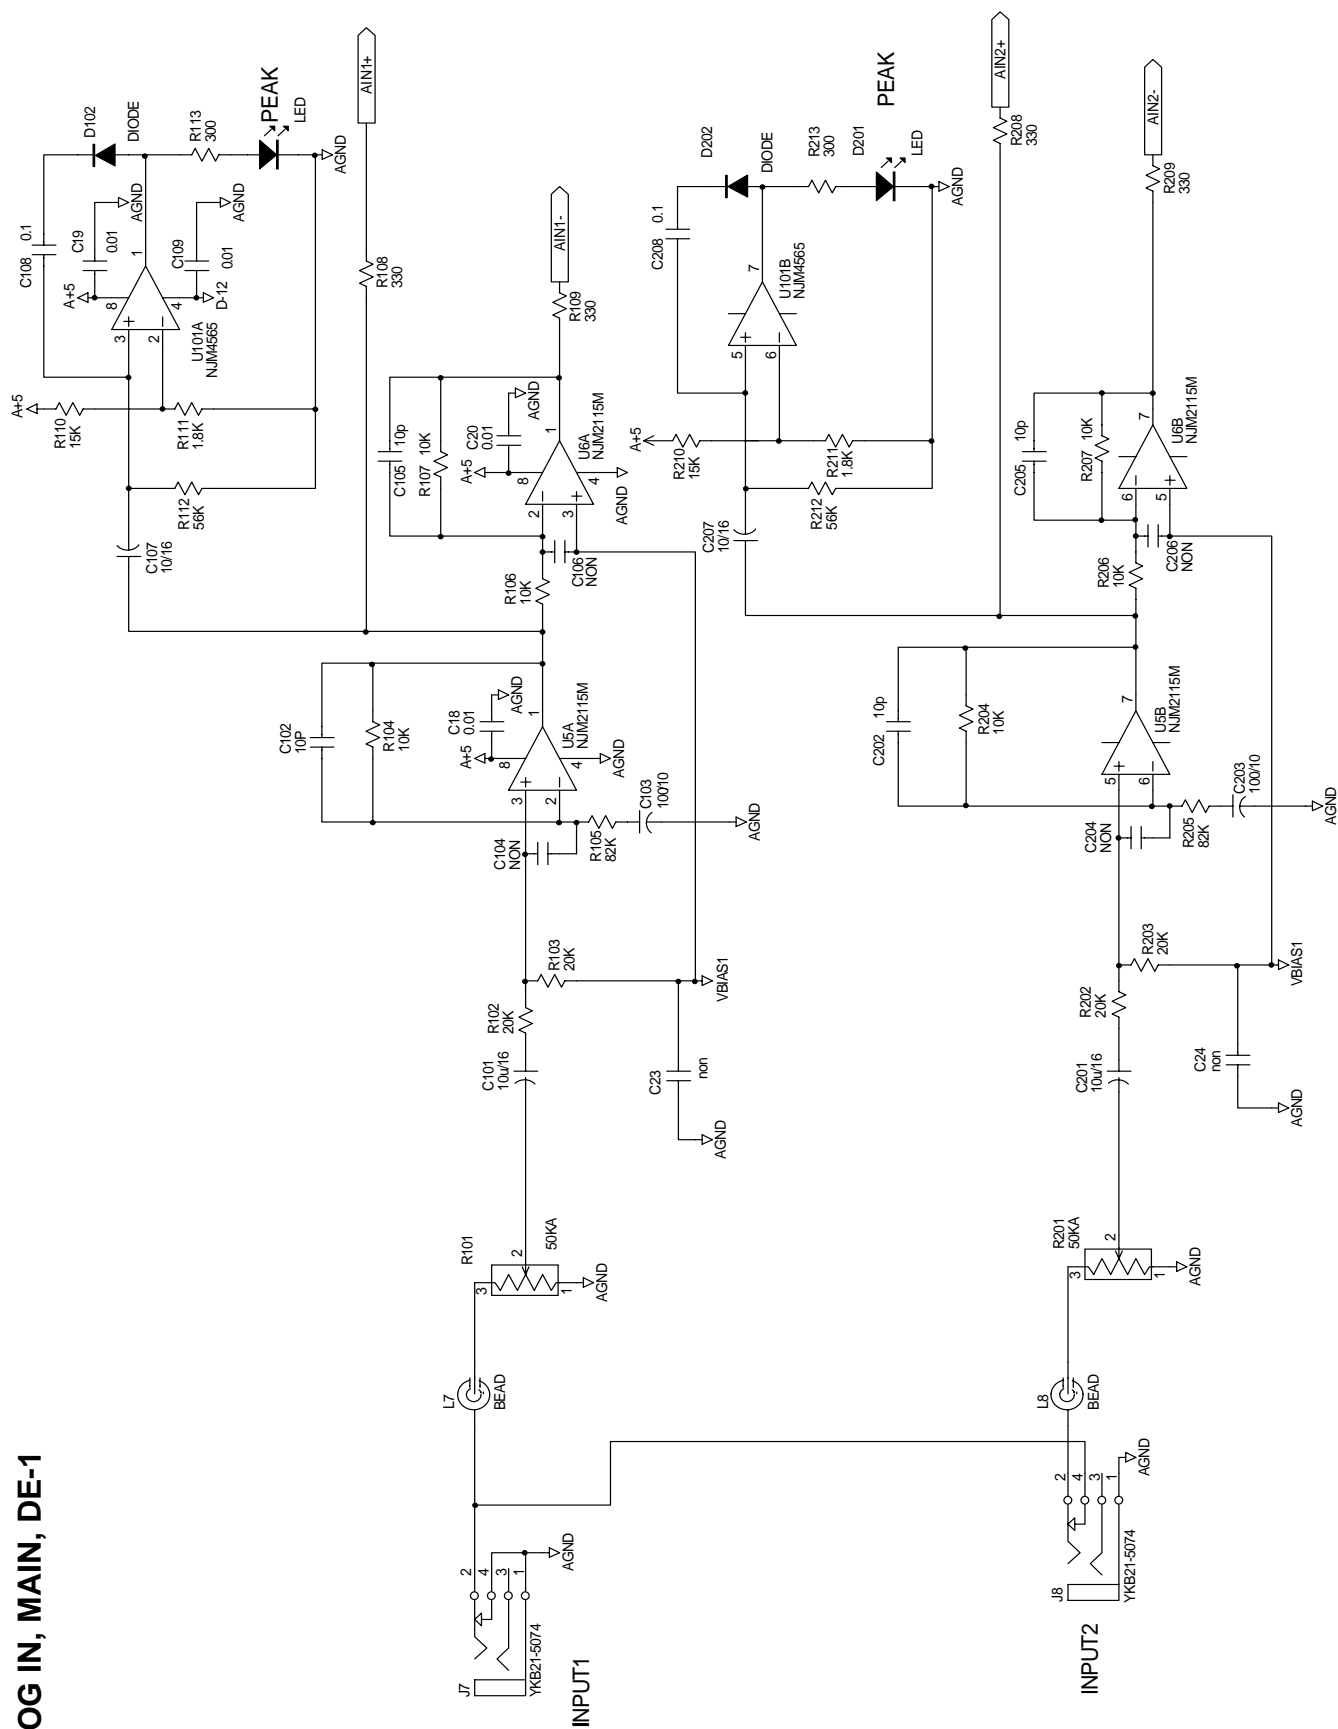 OG IN, MAIN, DE-1
J7
YKB21-5074
INPUT1
2
4
3
1
AGND
L7
BEAD
R101
50KA
3
2
1
AGND
C101
10u/16
R102
20K
R103
20K
C23
non
AGND
VBIAS1
C104
NON
R105
82K
C103
100/10
AGND
C102
10P
R104
10K
A+5
C18
0.01
AGND
3
2
8
4
1
U5A
NJM2115M
AGND
R106
10K
C106
NON
C105
10p
R107
10K
A+5
C20
0.01
AGND
2
3
8
4
1
U6A
NJM2115M
AGND
R109
330
AIN1-
R108
330
AIN1+
C107
10/16
R112
56K
A+5
R110
15K
R111
1.8K
C108
0.1
A+5
C19
0.01
AGND
3
2
8
4
1
U101A
NJM4565
D-12
C109
0.01
AGND
D102
DIODE
R113
300
PEAK
LED
AGND
J8
YKB21-5074
INPUT2
2
4
3
1
AGND
L8
BEAD
R201
50KA
3
2
1
AGND
C201
10u/16
R202
20K
R203
20K
C24
non
AGND
VBIAS1
C204
NON
R205
82K
C203
100/10
AGND
C202
10p
R204
10K
5
6
7
U5B
NJM2115M
R206
10K
C206
NON
C205
10p
R207
10K
6
5
7
U6B
NJM2115M
R209
330
AIN2-
R208
330
AIN2+
C207
10/16
R212
56K
A+5
R210
15K
R211
1.8K
C208
0.1
5
6
7
U101B
NJM4565
D202
DIODE
R213
300
D201
LED
PEAK
AGND